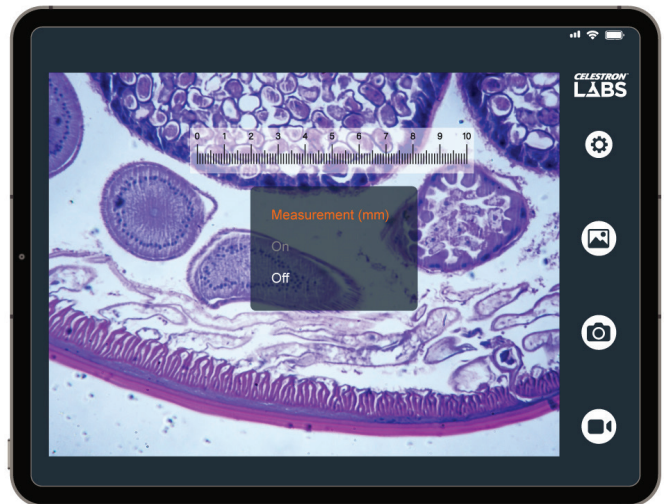 CELESTRON
LABS
0 1 2 3 4 5 6 7 8 9 10
Measurement (mm)
On
Off